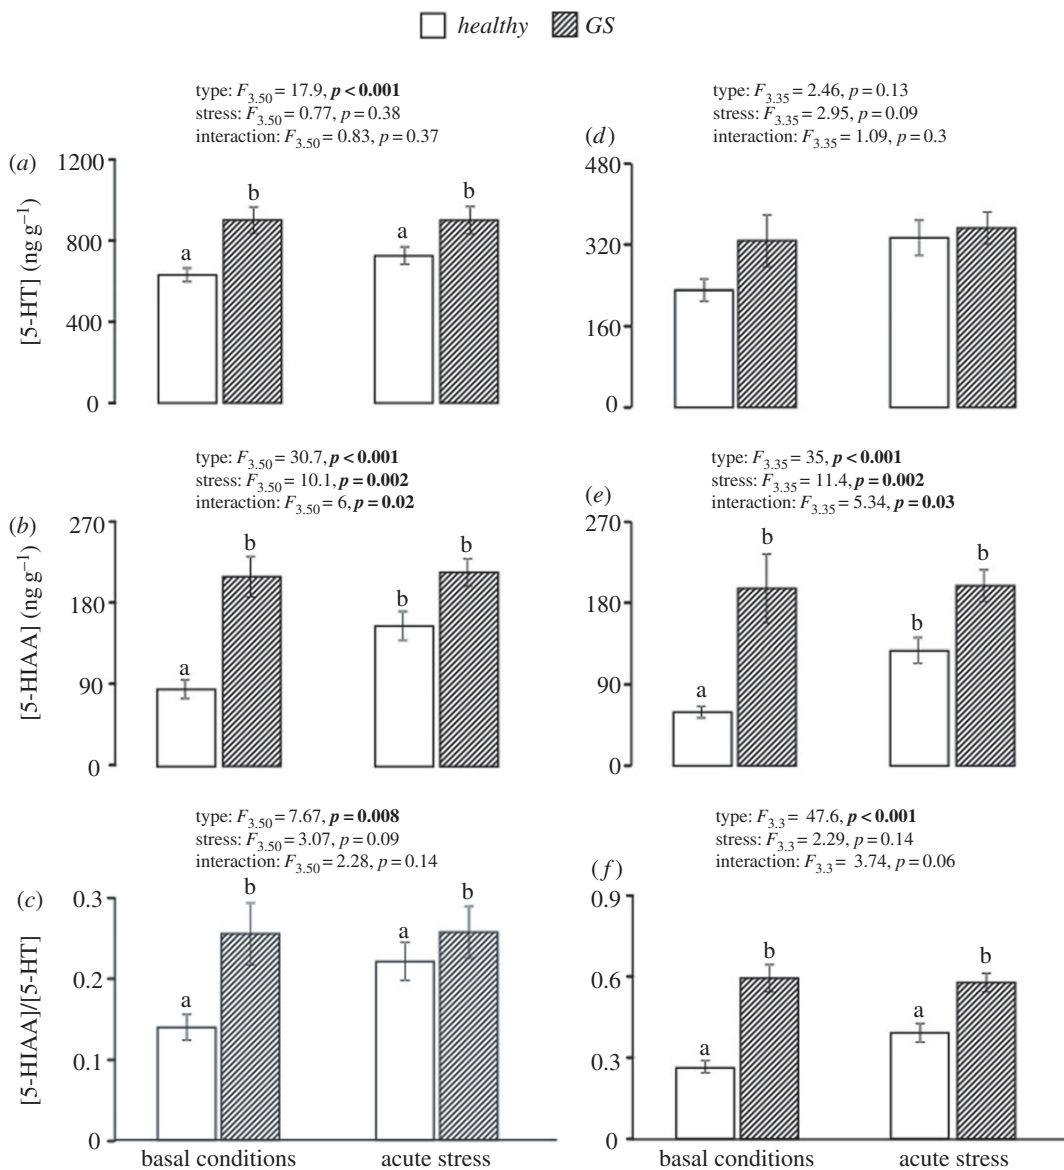 healthy GS
type: F3.50 = 17.9, p < 0.001
stress: F3.50 = 0.77, p = 0.38
interaction: F3.50 = 0.83, p = 0.37
(a)
[5-HT] (ng g–1)
1200
800
400
0
a b a b
type: F3.35 = 2.46, p = 0.13
stress: F3.35 = 2.95, p = 0.09
interaction: F3.35 = 1.09, p = 0.3
(d)
480
320
160
0
type: F3.50 = 30.7, p < 0.001
stress: F3.50 = 10.1, p = 0.002
interaction: F3.50 = 6, p = 0.02
(b)
[5-HIAA] (ng g–1)
270
180
90
0
a b b b
type: F3.35 = 35, p < 0.001
stress: F3.35 = 11.4, p = 0.002
interaction: F3.35 = 5.34, p = 0.03
(e)
270
180
90
0
a b b b
type: F3.50 = 7.67, p = 0.008
stress: F3.50 = 3.07, p = 0.09
interaction: F3.50 = 2.28, p = 0.14
(c)
[5-HIAA]/[5-HT]
0.3
0.2
0.1
0
a b a b
basal conditions acute stress
type: F3.3 = 47.6, p < 0.001
stress: F3.3 = 2.29, p = 0.14
interaction: F3.3 = 3.74, p = 0.06
(f)
0.9
0.6
0.3
0
a b a b
basal conditions acute stress